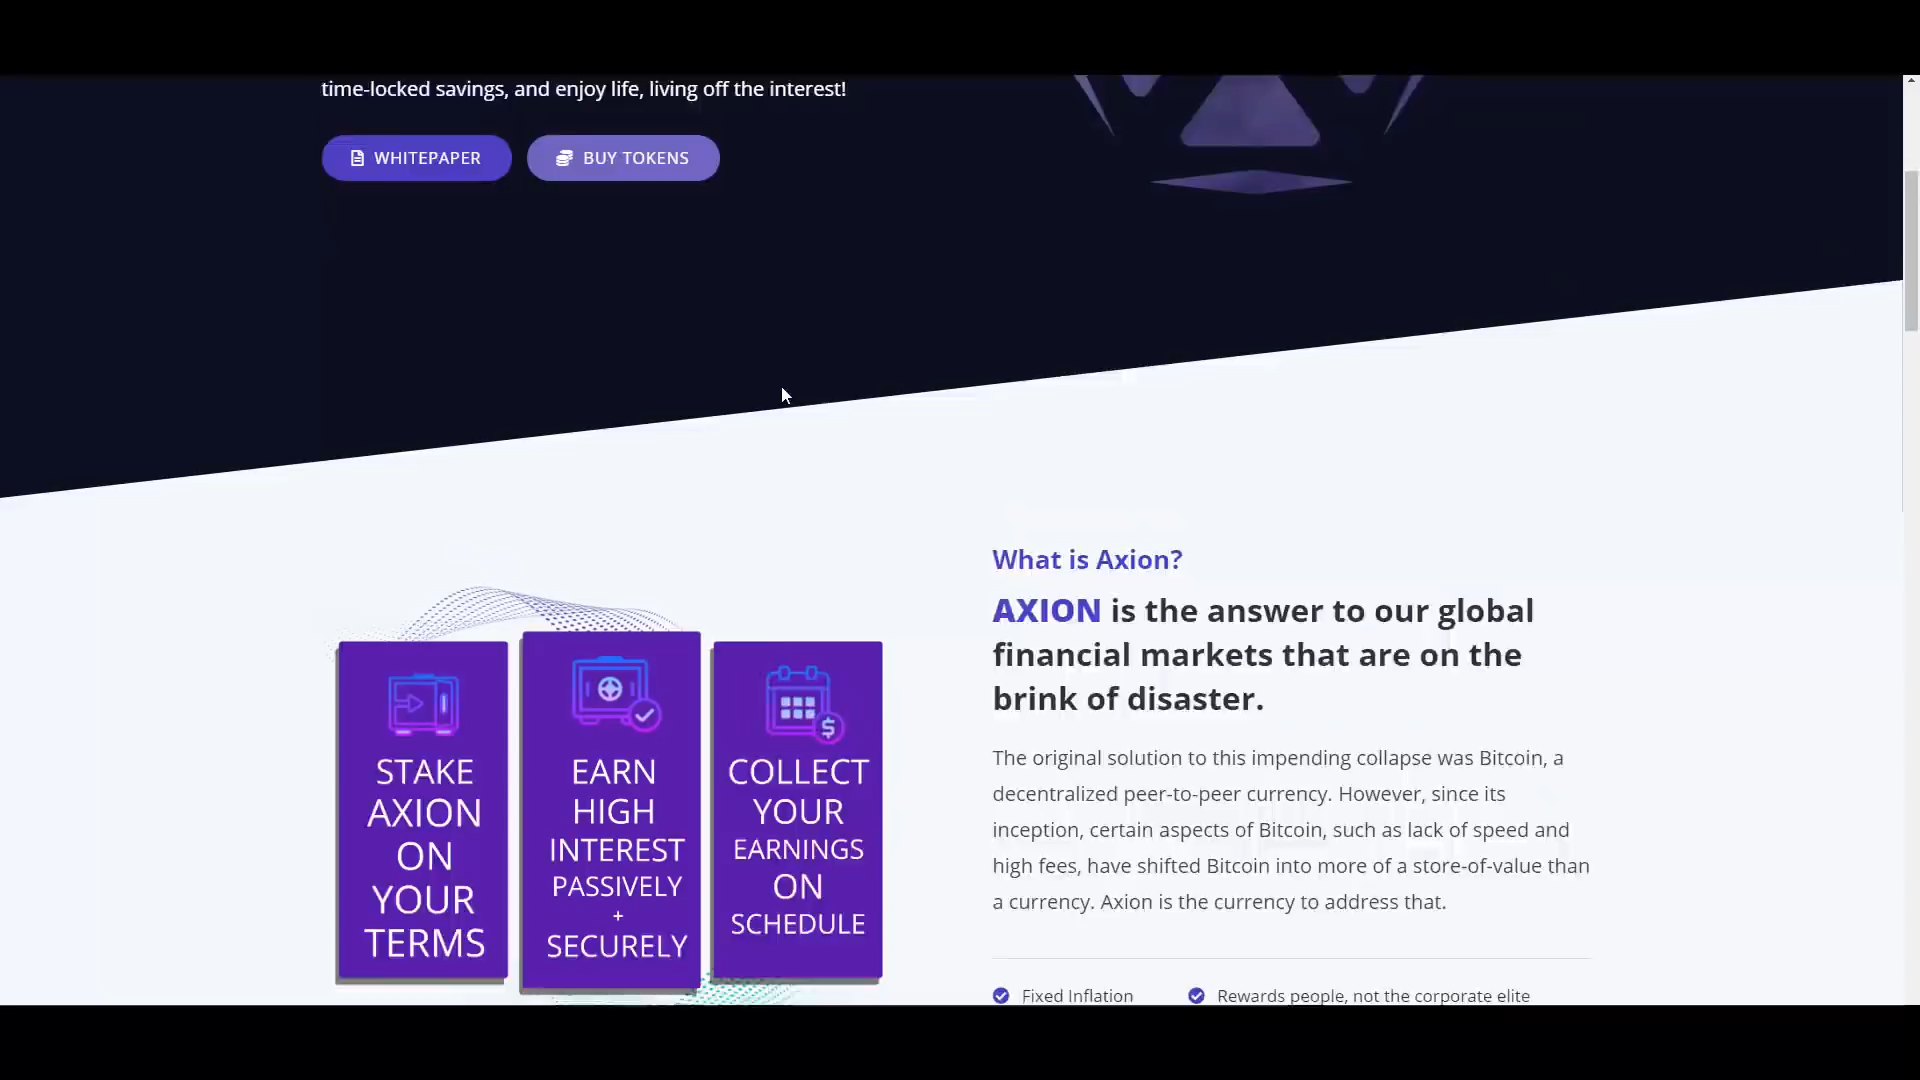 time-locked savings, and enjoy life, living off the interest!
WHITEPAPER
BUY TOKENS
STAKE
AXION
ON
YOUR
TERMS
EARN
HIGH
INTEREST
PASSIVELY
+
SECURELY
COLLECT
YOUR
EARNINGS
ON
SCHEDULE
What is Axion?
AXION is the answer to our global
financial markets that are on the
brink of disaster.
The original solution to this impending collapse was Bitcoin, a
decentralized peer-to-peer currency. However, since its
inception, certain aspects of Bitcoin, such as lack of speed and
high fees, have shifted Bitcoin into more of a store-of-value than
a currency. Axion is the currency to address that.
Fixed Inflation
Rewards people, not the corporate elite